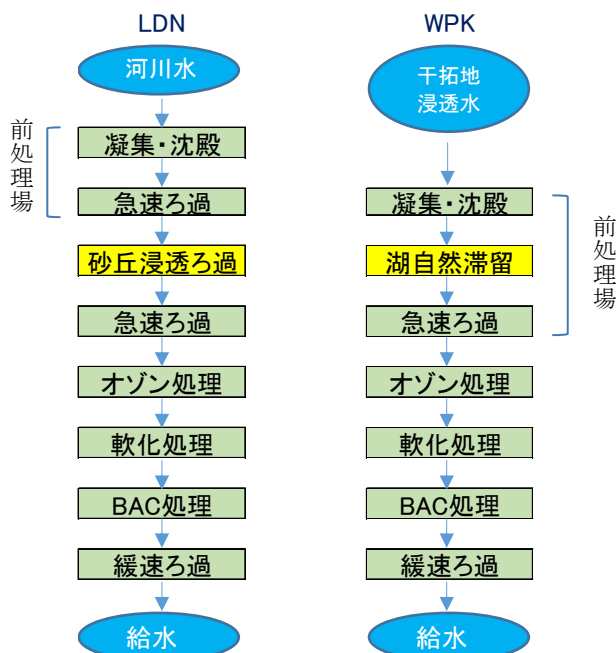 LDN
河川水
前処理場
凝集・沈殿
急速ろ過
砂丘浸透ろ過
急速ろ過
オゾン処理
軟化処理
BAC処理
緩速ろ過
給水
WPK
干拓地
浸透水
凝集・沈殿
湖自然滞留
急速ろ過
前処理場
オゾン処理
軟化処理
BAC処理
緩速ろ過
給水